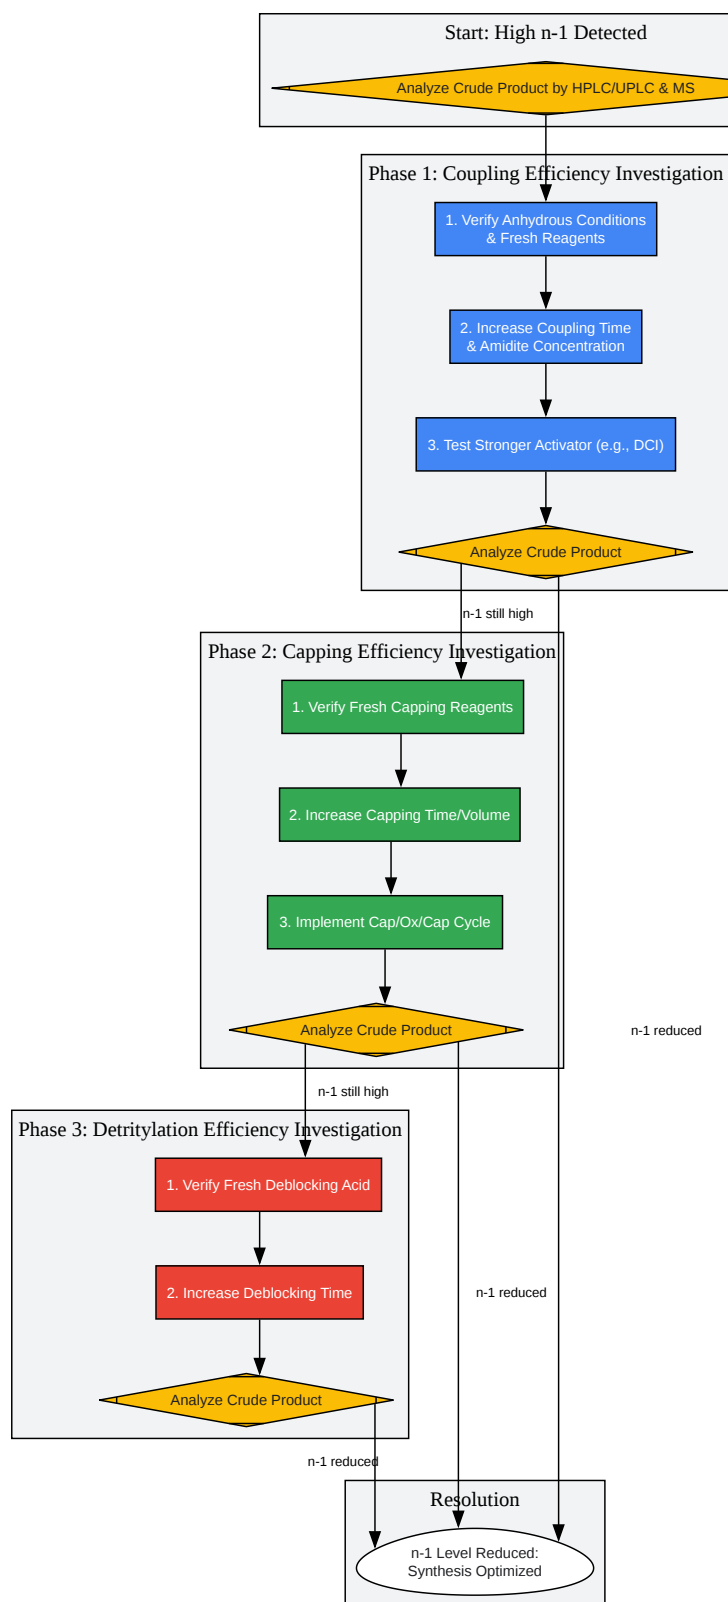 Start: High n-1 Detected
Analyze Crude Product by HPLC/UPLC & MS
Phase 1: Coupling Efficiency Investigation
1. Verify Anhydrous Conditions
& Fresh Reagents
2. Increase Coupling Time
& Amidite Concentration
3. Test Stronger Activator (e.g., DCI)
Analyze Crude Product
n-1 still high
Phase 2: Capping Efficiency Investigation
1. Verify Fresh Capping Reagents
2. Increase Capping Time/Volume
3. Implement Cap/Ox/Cap Cycle
Analyze Crude Product
n-1 reduced
n-1 still high
Phase 3: Detritylation Efficiency Investigation
1. Verify Fresh Deblocking Acid
2. Increase Deblocking Time
n-1 reduced
Analyze Crude Product
n-1 reduced
Resolution
n-1 Level Reduced:
Synthesis Optimized